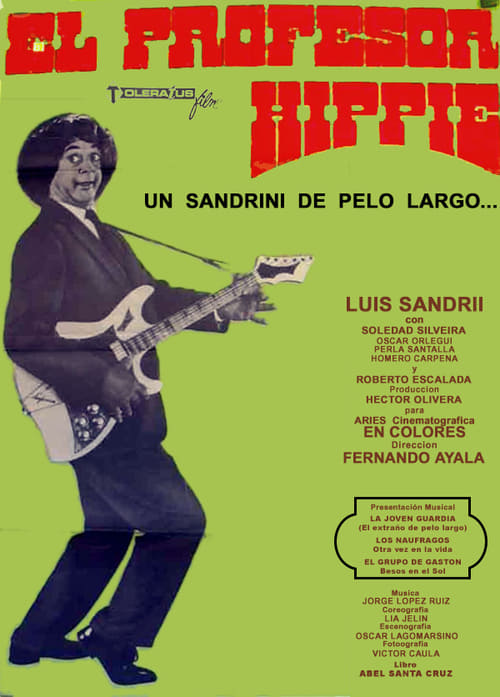 EL PROFESOR
HIPPIE
TOLERAXUS
film
UN SANDRINI DE PELO LARGO...
LUIS SANDRII
con
SOLEDAD SILVEIRA
OSCAR ORLEGUI
PERLA SANTALLA
HOMERO CARPENA
y
ROBERTO ESCALADA
Produccion
HECTOR OLIVERA
para
ARIES Cinematografica
EN COLORES
Direccion
FERNANDO AYALA
Presentación Musical
LA JOVEN GUARDIA
(El extraño de pelo largo)
LOS NAUFRAGOS
Otra vez en la vida
EL GRUPO DE GASTON
Besos en el Sol
Musica
JORGE LOPEZ RUIZ
Coreografia
LIA JELIN
Escenografia
OSCAR LAGOMARSINO
Fotoografia
VICTOR CAULA
Libro
ABEL SANTA CRUZ